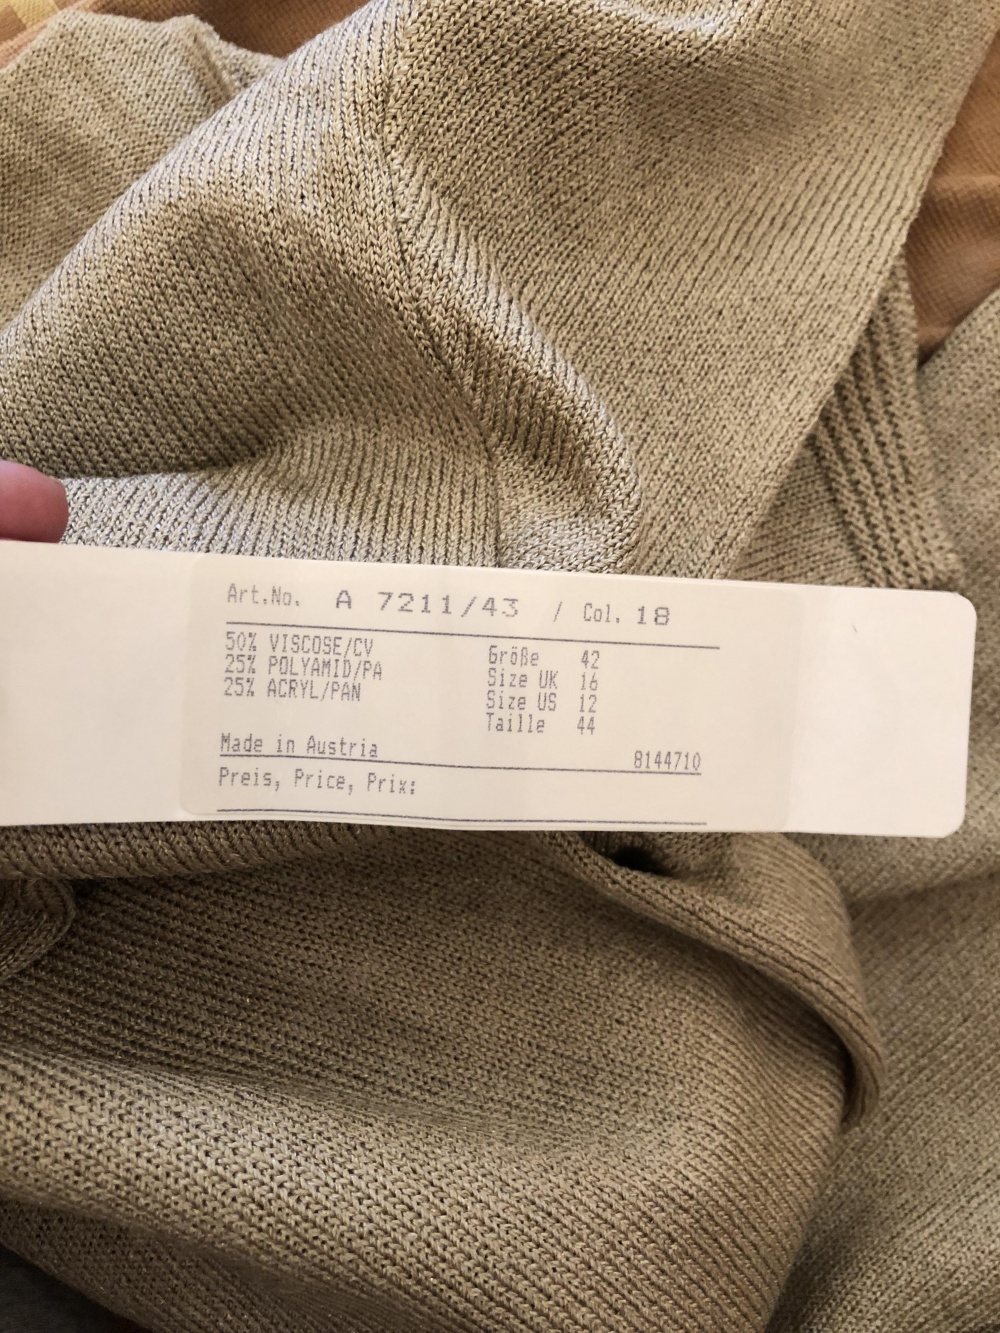 Art.No. A 7211/43 / Col. 18
50% VISCOSE/CV
25% POLYAMID/PA
25% ACRYL/PAN
Größe 42
Size UK 16
Size US 12
Taille 44
Made in Austria 8144710
Preis, Price, Prix: